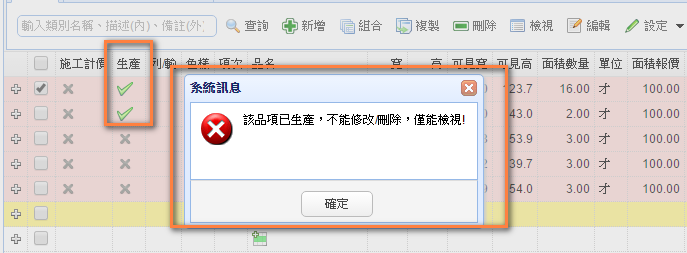 輸入類別名稱、描述(內)、備註(外) 查詢 新增 組合 複製 刪除 檢視 編輯 設定
施工計價 生產 列/輸 色樣 項次 品名 寬 高 可見寬 可見高 面積數量 單位 面積報價
系統訊息
123.7 16.00 才 100.00
該品項已生產，不能修改/刪除，僅能檢視!
43.0 2.00 才 100.00
53.9 3.00 才 100.00
39.7 3.00 才 100.00
54.0 3.00 才 100.00
確定